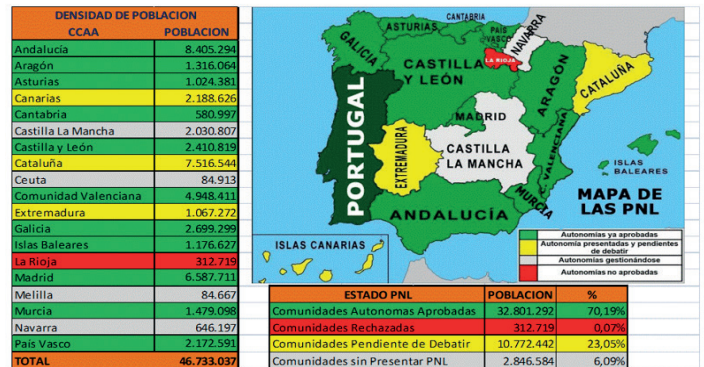 DENSIDAD DE POBLACION
CCAA POBLACION
Andalucía 8.405.294
Aragón 1.316.064
Asturias 1.024.381
Canarias 2.188.626
Cantabria 580.997
Castilla La Mancha 2.030.807
Castilla y León 2.410.819
Cataluña 7.516.544
Ceuta 84.913
Comunidad Valenciana 4.948.411
Extremadura 1.067.272
Galicia 2.699.299
Islas Baleares 1.176.627
La Rioja 312.719
Madrid 6.587.711
Melilla 84.667
Murcia 1.479.098
Navarra 646.197
País Vasco 2.172.591
TOTAL 46.733.037
CANTABRIA
ASTURIAS
PAÍS
VASCO
NAVARRA
GALICIA
LA RIOJA
CASTILLA
Y LEÓN
ARAGÓN
CATALUÑA
MADRID
PORTUGAL
EXTREMADURA
CASTILLA
LA MANCHA
C. VALENCIANA
ISLAS
BALEARES
MURCIA
ANDALUCÍA
MAPA DE
LAS PNL
ISLAS CANARIAS
Autonomías ya aprobadas
Autonomía presentadas y pendientes
de debatir
Autonomías gestionándose
Autonomías no aprobadas
ESTADO PNL POBLACION %
Comunidades Autonomas Aprobadas 32.801.292 70,19%
Comunidades Rechazadas 312.719 0,07%
Comunidades Pendiente de Debatir 10.772.442 23,05%
Comunidades sin Presentar PNL 2.846.584 6,09%